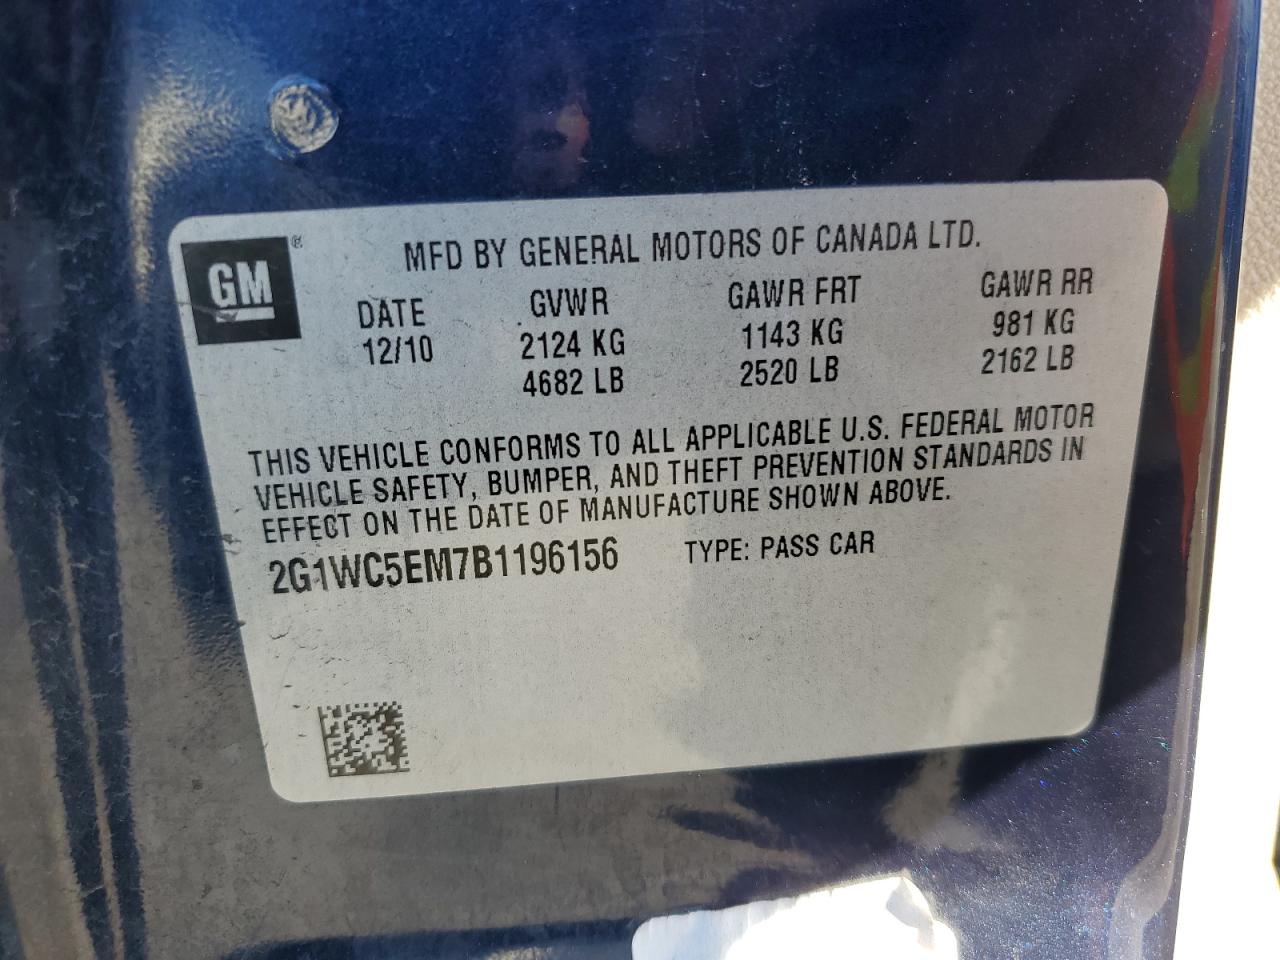 GM®
MFD BY GENERAL MOTORS OF CANADA LTD.
DATE GVWR GAWR FRT GAWR RR
12/10 2124 KG 1143 KG 981 KG
4682 LB 2520 LB 2162 LB
THIS VEHICLE CONFORMS TO ALL APPLICABLE U.S. FEDERAL MOTOR
VEHICLE SAFETY, BUMPER, AND THEFT PREVENTION STANDARDS IN
EFFECT ON THE DATE OF MANUFACTURE SHOWN ABOVE.
2G1WC5EM7B1196156 TYPE: PASS CAR